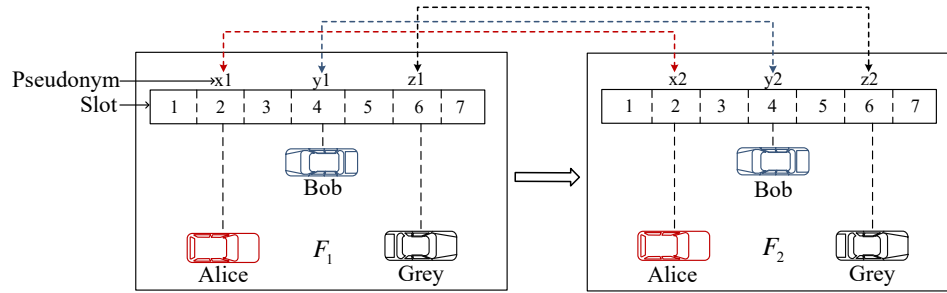 Pseudonym x1 y1 z1 x2 y2 z2
Slot 1 2 3 4 5 6 7 1 2 3 4 5 6 7
Bob Bob
F1 F2
Alice Grey Alice Grey